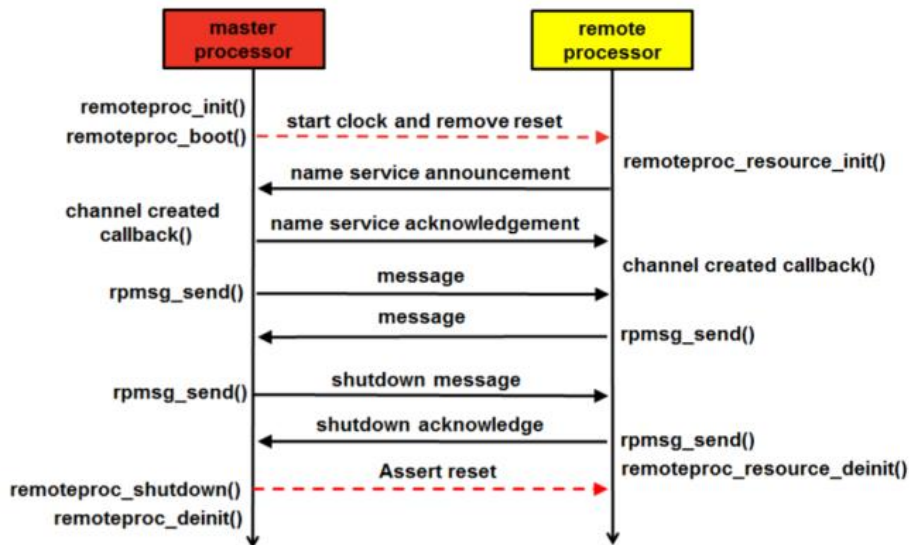 master
processor
remote
processor
remoteproc_init()
start clock and remove reset
remoteproc_boot()
remoteproc_resource_init()
name service announcement
channel created
callback()
name service acknowledgement
channel created callback()
message
rpmsg_send()
message
rpmsg_send()
shutdown message
rpmsg_send()
shutdown acknowledge
rpmsg_send()
Assert reset
remoteproc_resource_deinit()
remoteproc_shutdown()
remoteproc_deinit()